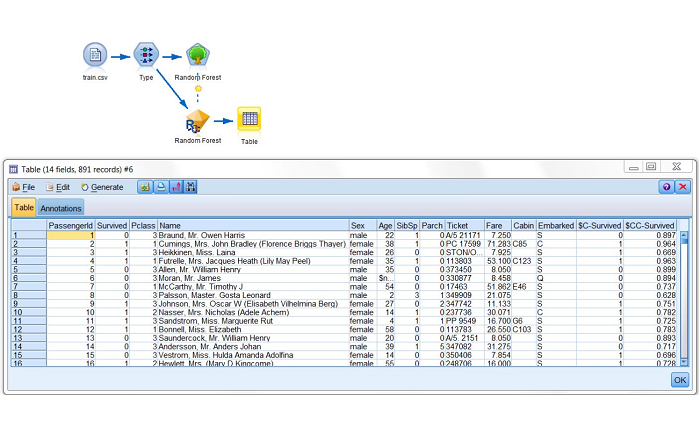 train.csv Type Random Forest
Random Forest Table
Table (14 fields, 891 records) #6
File Edit Generate
Table Annotations
PassengerId Survived Pclass Name Sex Age SibSp Parch Ticket Fare Cabin Embarked $C-Survived $CC-Survived
1 1 0 3 Braund, Mr. Owen Harris male 22 1 0 A/5 21171 7.250 S 0 0.897
2 2 1 1 Cumings, Mrs. John Bradley (Florence Briggs Thayer) female 38 1 0 PC 17599 71.283 C85 C 1 0.964
3 3 1 3 Heikkinen, Miss. Laina female 26 0 0 STON/O... 7.925 S 1 0.669
4 4 1 1 Futrelle, Mrs. Jacques Heath (Lily May Peel) female 35 1 0 113803 53.100 C123 S 1 0.963
5 5 0 3 Allen, Mr. William Henry male 35 0 0 373450 8.050 S 0 0.899
6 6 0 3 Moran, Mr. James male $n... 0 0 330877 8.458 Q 0 0.894
7 7 0 1 McCarthy, Mr. Timothy J male 54 0 0 17463 51.862 E46 S 0 0.737
8 8 0 3 Palsson, Master. Gosta Leonard male 2 3 1 349909 21.075 S 0 0.628
9 9 1 3 Johnson, Mrs. Oscar W (Elisabeth Vilhelmina Berg) female 27 0 2 347742 11.133 S 1 0.751
10 10 1 2 Nasser, Mrs. Nicholas (Adele Achem) female 14 1 0 237736 30.071 C 1 0.782
11 11 1 3 Sandstrom, Miss. Marguerite Rut female 4 1 1 PP 9549 16.700 G6 S 1 0.725
12 12 1 1 Bonnell, Miss. Elizabeth female 58 0 0 113783 26.550 C103 S 1 0.783
13 13 0 3 Saundercock, Mr. William Henry male 20 0 0 A/5. 2151 8.050 S 0 0.893
14 14 0 3 Andersson, Mr. Anders Johan male 39 1 5 347082 31.275 S 0 0.717
15 15 0 3 Vestrom, Miss. Hulda Amanda Adolfina female 14 0 0 350406 7.854 S 1 0.696
16 16 1 2 Hewlett, Mrs. (Mary D Kingcome) female 55 0 0 248706 16.000 S 1 0.728
OK